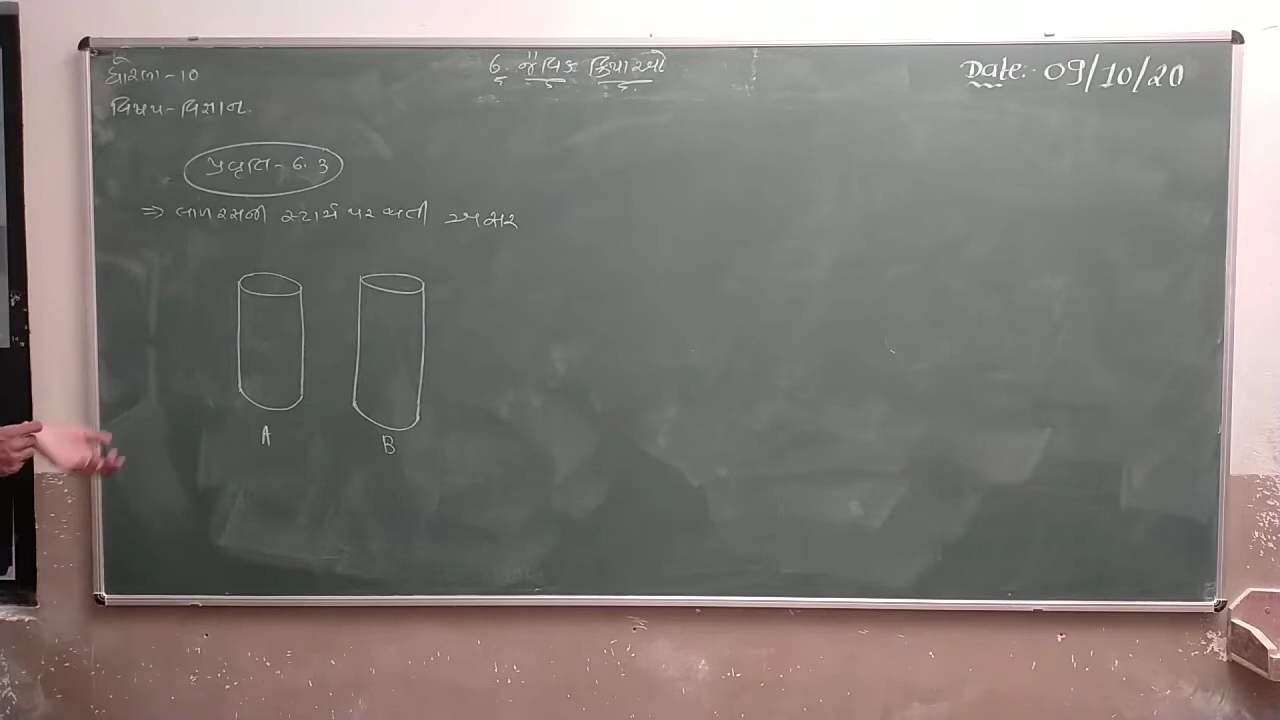 ધોરણ-10
6. જૈવિક ક્રિયાઓ
Date:- 09/10/20
વિષય-વિજ્ઞાન.
પ્રવૃત્તિ-6.3
⇒ લાળરસની સ્ટાર્ચ પર થતી અસર
A
B